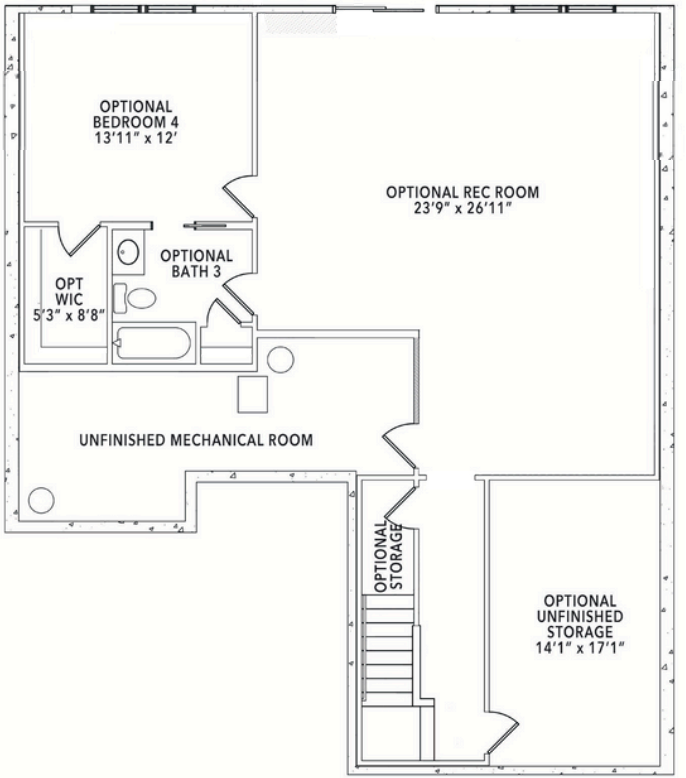 OPTIONAL
BEDROOM 4
13'11" x 12'
OPTIONAL REC ROOM
23'9" x 26'11"
OPTIONAL
BATH 3
OPT
WIC
5'3" x 8'8"
UNFINISHED MECHANICAL ROOM
OPTIONAL
STORAGE
OPTIONAL
UNFINISHED
STORAGE
14'1" x 17'1"